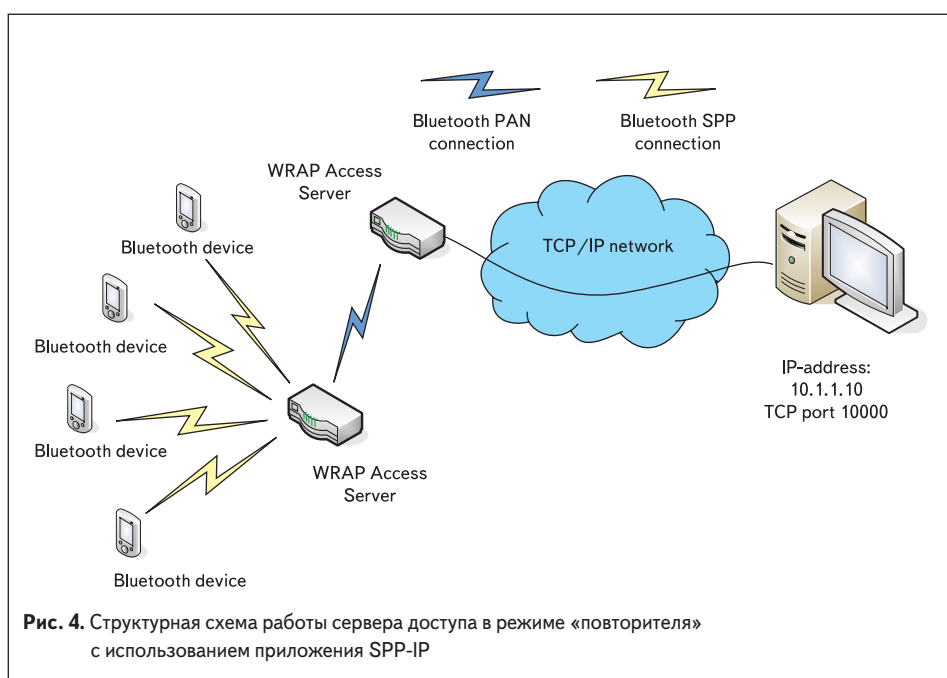 Bluetooth PAN
connection
Bluetooth SPP
connection
WRAP Access
Server
Bluetooth device
TCP/IP network
Bluetooth device
IP-address:
10.1.1.10
TCP port 10000
Bluetooth device
WRAP Access
Server
Bluetooth device
Рис. 4. Структурная схема работы сервера доступа в режиме «повторителя»
с использованием приложения SPP-IP